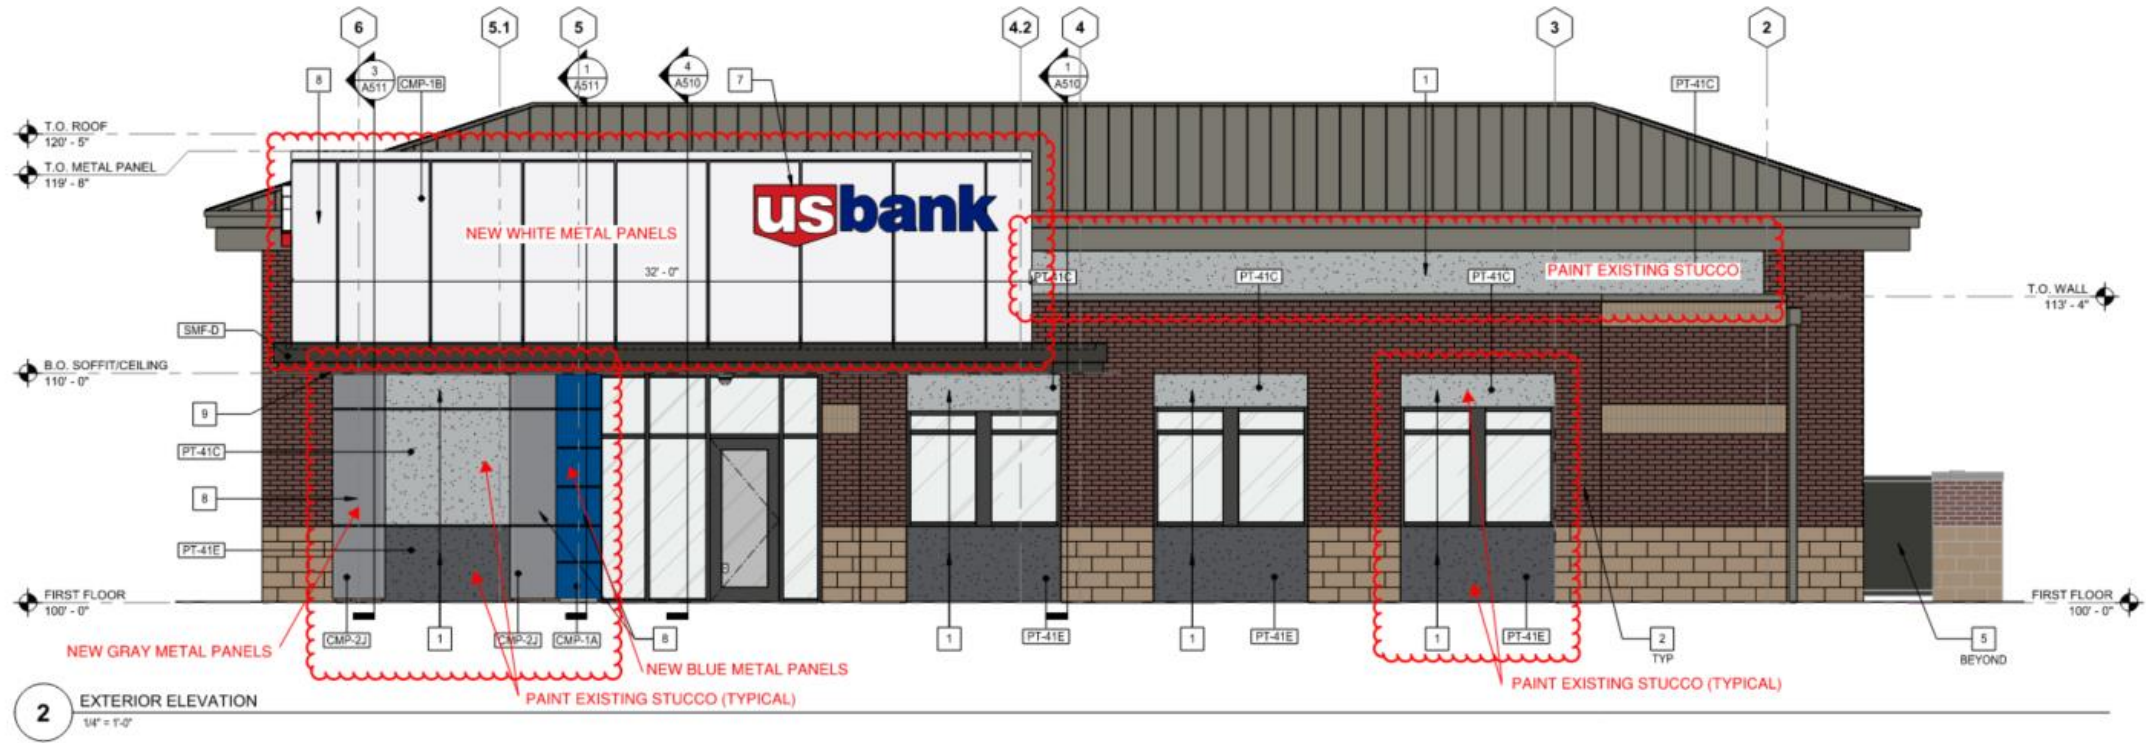 6
5.1
5
4.2
4
3
2
8
3
A511
CMP-1B
1
A511
4
A510
7
1
A510
1
PT-41C
T.O. ROOF
120' - 5"
T.O. METAL PANEL
119' - 8"
usbank
NEW WHITE METAL PANELS
32' - 0"
PT-41C
PT-41C
PT-41C
PAINT EXISTING STUCCO
T.O. WALL
113' - 4"
SMF-D
B.O. SOFFIT/CEILING
110' - 0"
9
PT-41C
8
PT-41E
FIRST FLOOR
100' - 0"
FIRST FLOOR
100' - 0"
CMP-2J
1
CMP-2J
CMP-1A
8
1
PT-41E
1
PT-41E
1
PT-41E
2
TYP
5
BEYOND
NEW GRAY METAL PANELS
NEW BLUE METAL PANELS
PAINT EXISTING STUCCO (TYPICAL)
PAINT EXISTING STUCCO (TYPICAL)
2
EXTERIOR ELEVATION
1/4" = 1'-0"